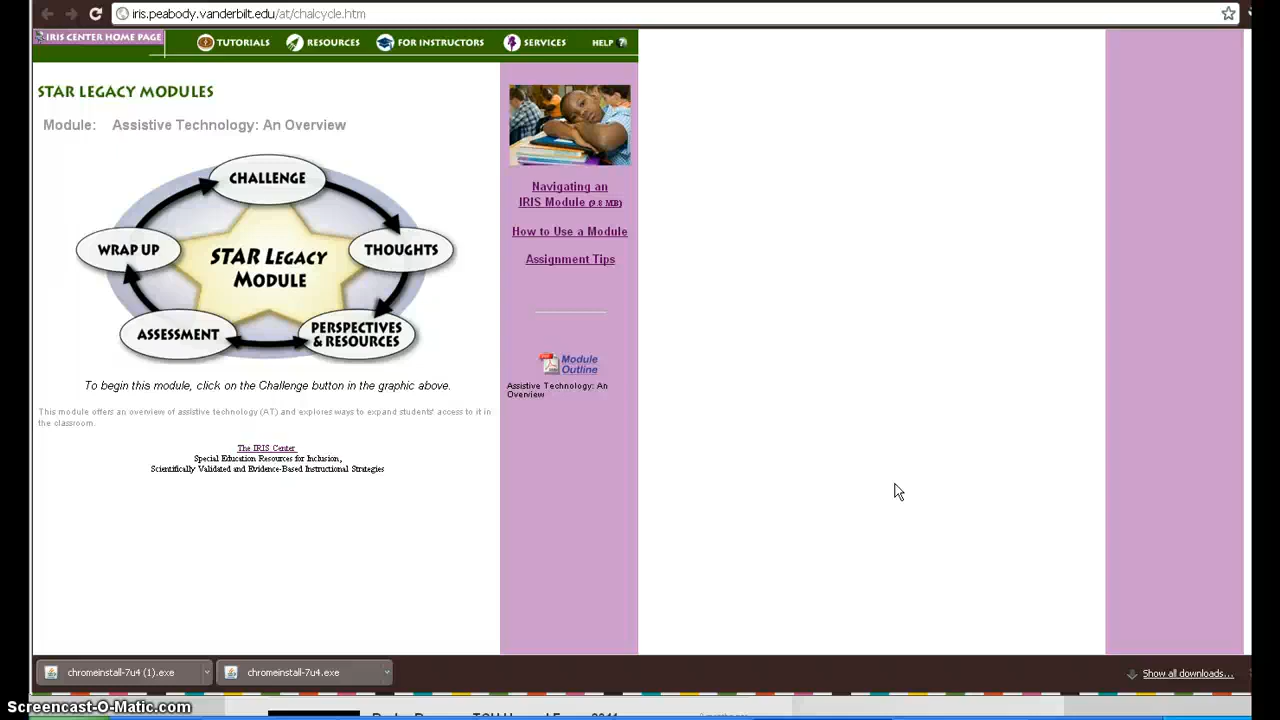 iris.peabody.vanderbilt.edu/at/chalcycle.htm
IRIS CENTER HOME PAGE
TUTORIALS
RESOURCES
FOR INSTRUCTORS
SERVICES
HELP ?
STAR LEGACY MODULES
Module: Assistive Technology: An Overview
CHALLENGE
WRAP UP
THOUGHTS
STAR LEGACY
MODULE
ASSESSMENT
PERSPECTIVES
& RESOURCES
To begin this module, click on the Challenge button in the graphic above.
This module offers an overview of assistive technology (AT) and explores ways to expand students' access to it in
the classroom.
The IRIS Center
Special Education Resources for Inclusion,
Scientifically Validated and Evidence-Based Instructional Strategies
Navigating an
IRIS Module
How to Use a Module
Assignment Tips
Module
Outline
Assistive Technology: An
Overview
chromeinstall-7u4 (1).exe
chromeinstall-7u4.exe
Show all downloads...
Screencast-O-Matic.com